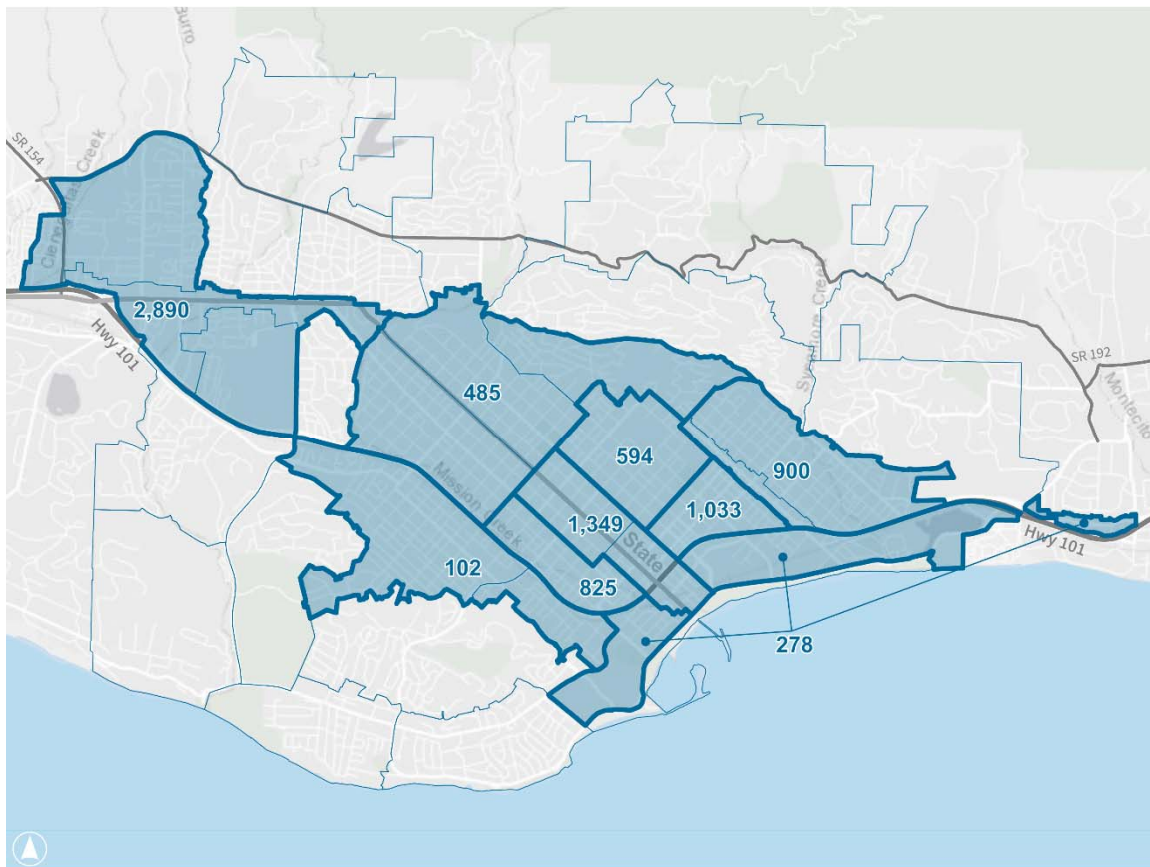 Burro
SR 154
Cieneguitas Creek
2,890
Hwy 101
485
594
900
1,033
Sycamore Creek
SR 192
Montecito
Mission Creek
1,349
State
102
825
Hwy 101
278